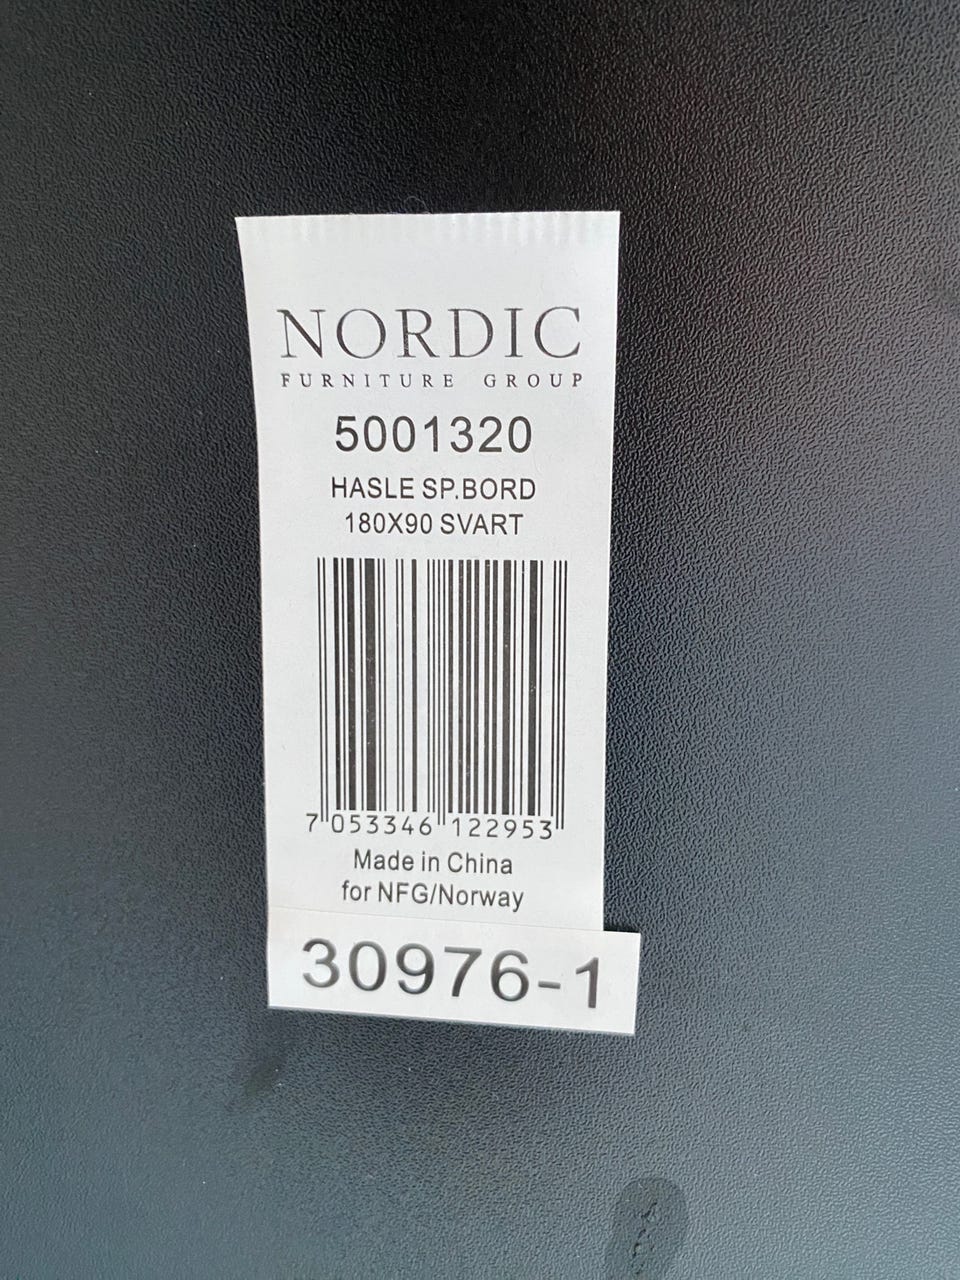 NORDIC
FURNITURE GROUP
5001320
HASLE SP.BORD
180X90 SVART
7 053346 122953
Made in China
for NFG/Norway
30976-1